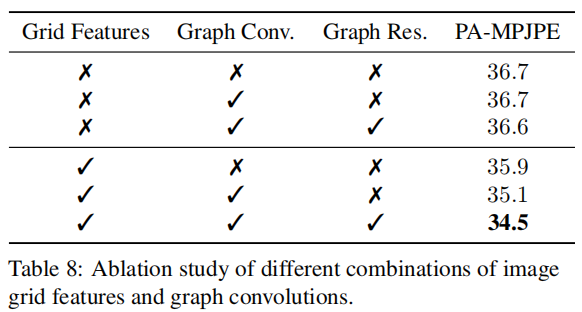 Grid Features Graph Conv. Graph Res. PA-MPJPE
✗ ✗ ✗ 36.7
✗ ✓ ✗ 36.7
✗ ✓ ✓ 36.6
✓ ✗ ✗ 35.9
✓ ✓ ✗ 35.1
✓ ✓ ✓ 34.5
Table 8: Ablation study of different combinations of image
grid features and graph convolutions.